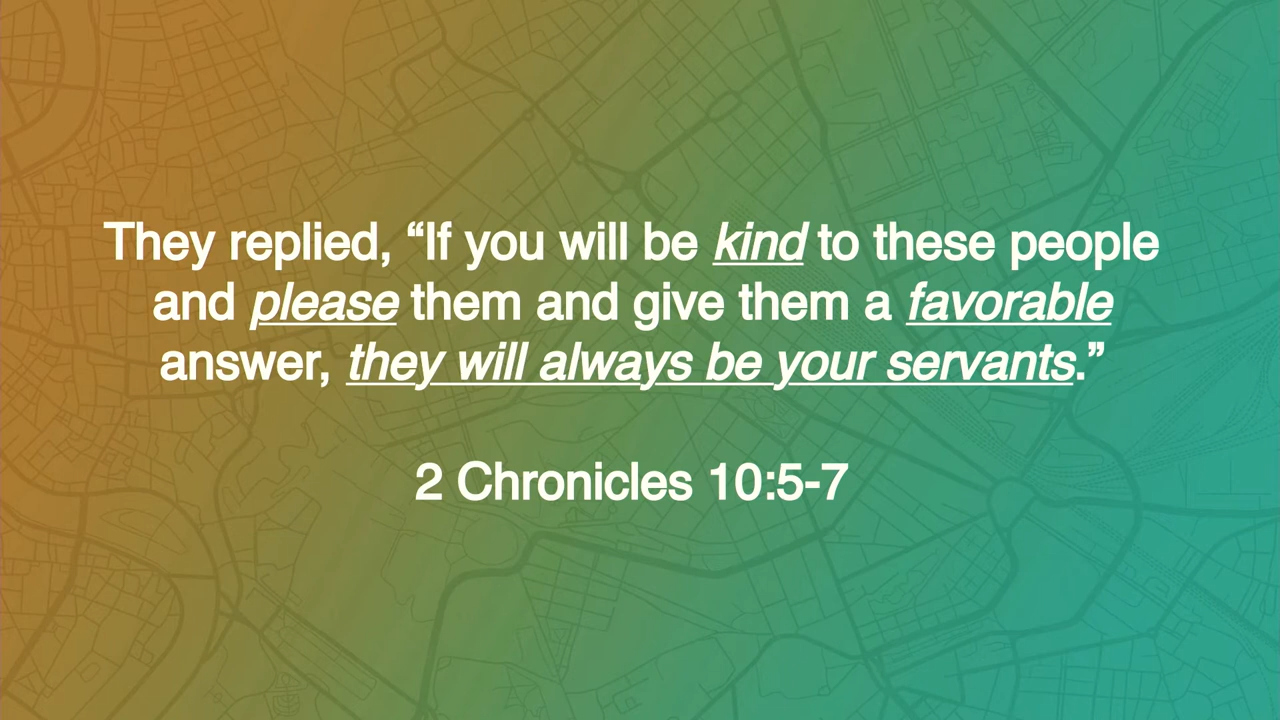 They replied, “If you will be kind to these people
and please them and give them a favorable
answer, they will always be your servants.”
2 Chronicles 10:5-7